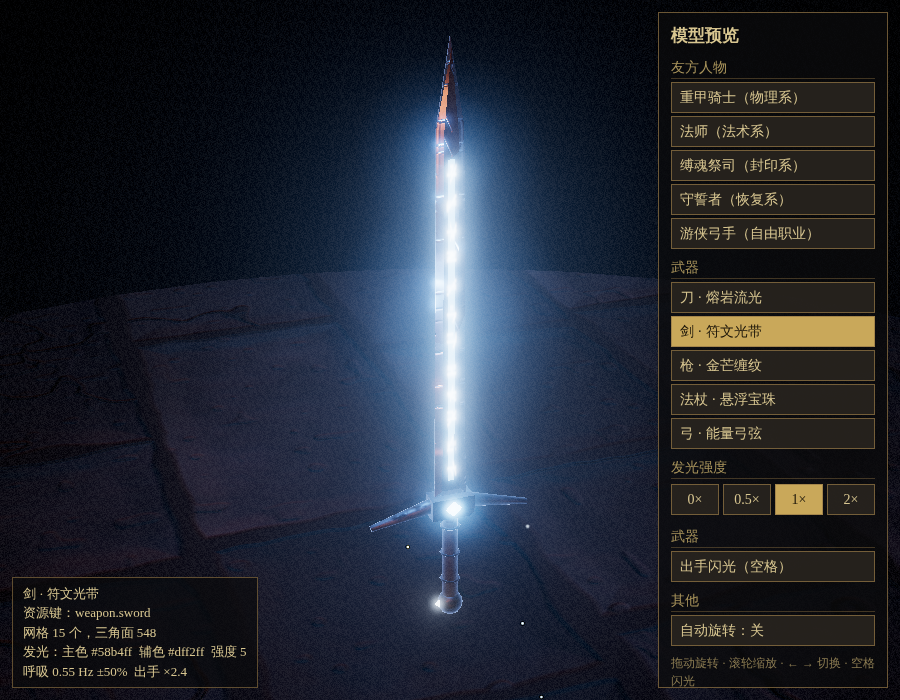 模型预览
友方人物
重甲骑士（物理系）
法师（法术系）
缚魂祭司（封印系）
守誓者（恢复系）
游侠弓手（自由职业）
武器
刀 · 熔岩流光
剑 · 符文光带
枪 · 金芒缠纹
法杖 · 悬浮宝珠
弓 · 能量弓弦
发光强度
0× 0.5× 1× 2×
武器
出手闪光（空格）
其他
自动旋转：关
拖动旋转 · 滚轮缩放 · ← → 切换 · 空格
闪光
剑 · 符文光带
资源键：weapon.sword
网格 15 个，三角面 548
发光：主色 #58b4ff 辅色 #dff2ff 强度 5
呼吸 0.55 Hz ±50% 出手 ×2.4